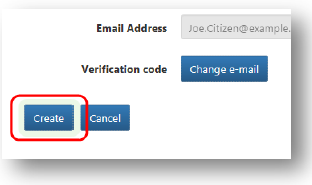 Email Address Joe.Citizen@example.
Verification code Change e-mail
Create Cancel